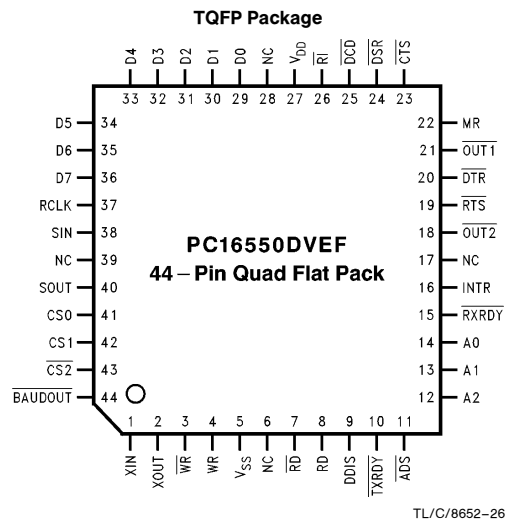 TQFP Package
D4 D3 D2 D1 D0 NC VDD RI DCD DSR CTS
33 32 31 30 29 28 27 26 25 24 23
D5 34 22 MR
D6 35 21 OUT1
D7 36 20 DTR
RCLK 37 19 RTS
SIN 38 18 OUT2
NC 39 17 NC
SOUT 40 16 INTR
CS0 41 15 RXRDY
CS1 42 14 A0
CS2 43 13 A1
BAUDOUT 44 12 A2
PC16550DVEF
44–Pin Quad Flat Pack
1 2 3 4 5 6 7 8 9 10 11
XIN XOUT WR WR VSS NC RD RD DDIS TXRDY ADS
TL/C/8652–26